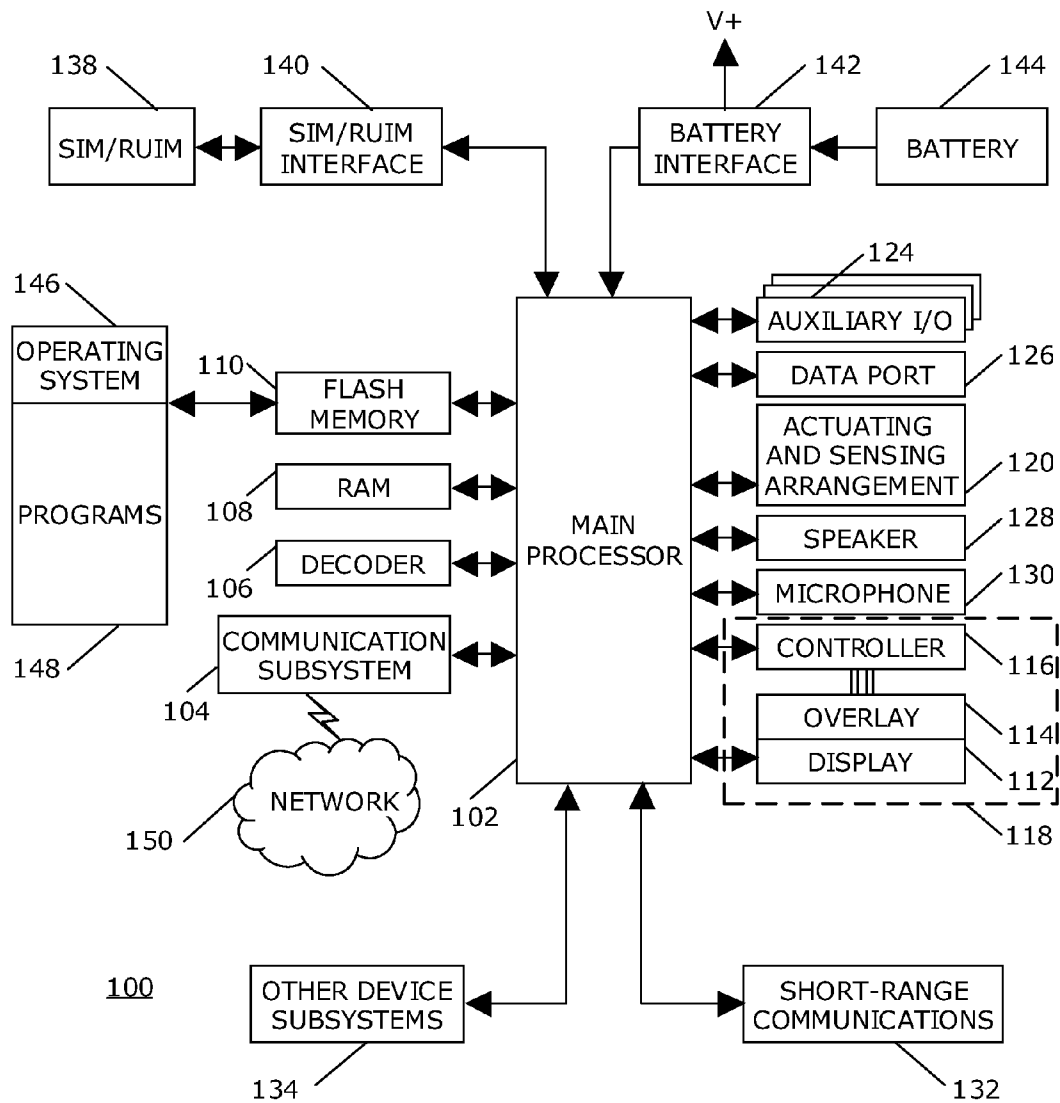 V+
138
140
142
144
SIM/RUIM
SIM/RUIM
INTERFACE
BATTERY
INTERFACE
BATTERY
146
124
OPERATING
SYSTEM
AUXILIARY I/O
110
FLASH
MEMORY
DATA PORT
126
ACTUATING
AND SENSING
ARRANGEMENT
120
PROGRAMS
RAM
108
MAIN
PROCESSOR
SPEAKER
128
DECODER
106
MICROPHONE
130
COMMUNICATION
SUBSYSTEM
CONTROLLER
116
148
104
OVERLAY
114
DISPLAY
112
NETWORK
150
102
118
100
OTHER DEVICE
SUBSYSTEMS
SHORT-RANGE
COMMUNICATIONS
134
132